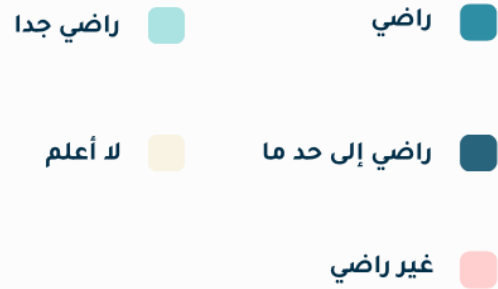 راضي
راضي جدا
راضي إلى حد ما
لا أعلم
غير راضي